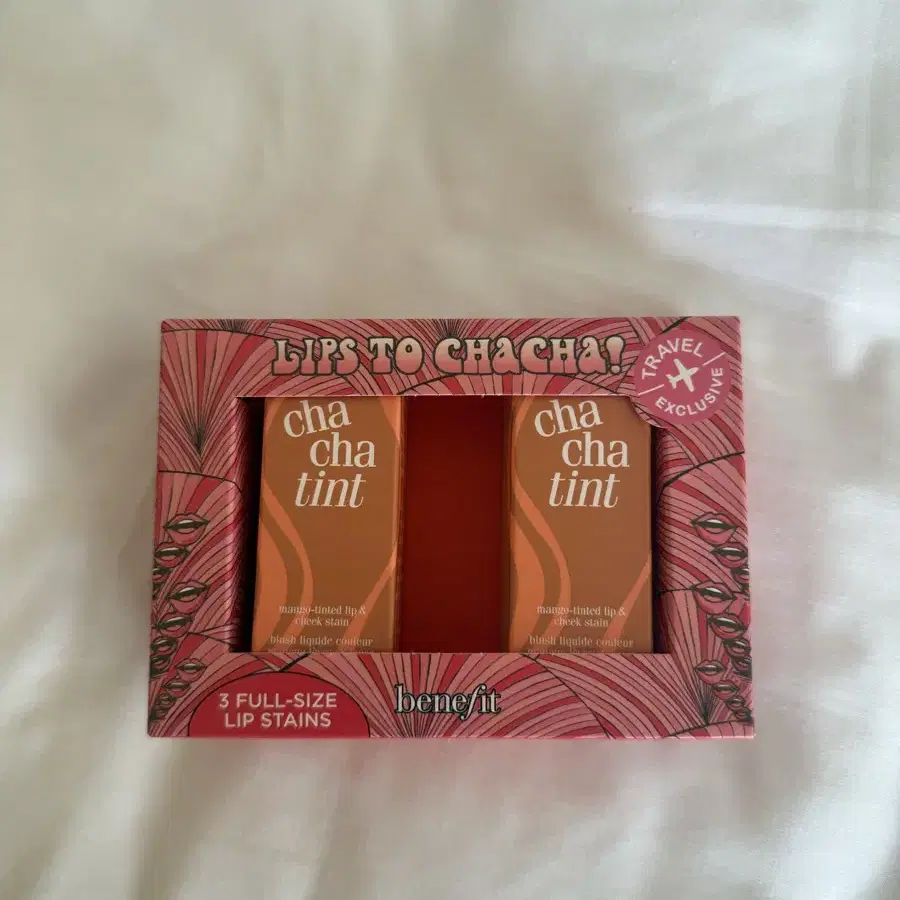 LIPS TO CHACHA!
TRAVEL
EXCLUSIVE
cha
cha
tint
mango-tinted lip &
cheek stain
blush liquide couleur
cha
cha
tint
mango-tinted lip &
cheek stain
blush liquide couleur
3 FULL-SIZE
LIP STAINS
benefit